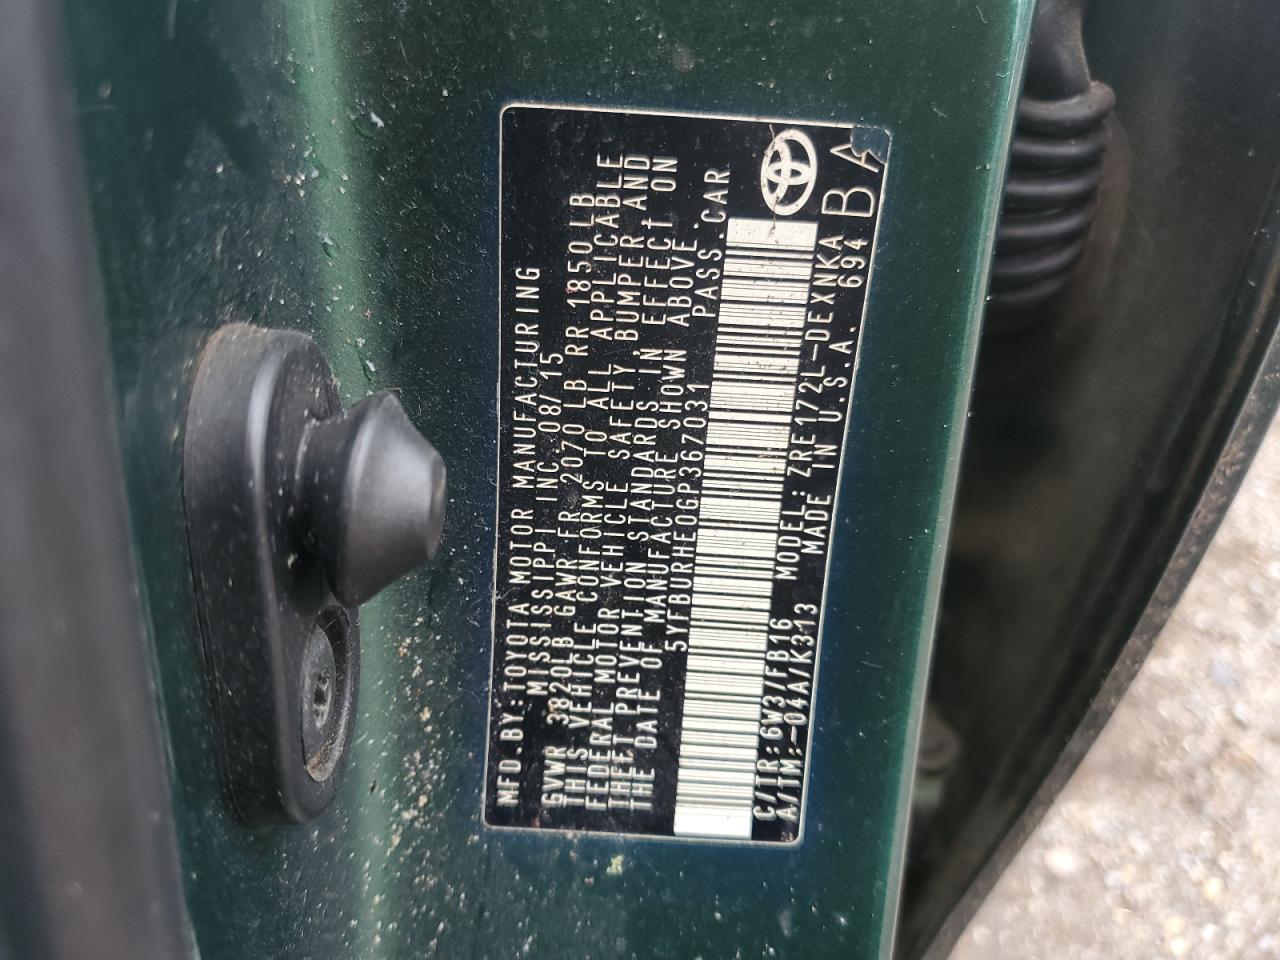 MFD.BY:TOYOTA MOTOR MANUFACTURING
MISSISSIPPI INC. 08/15
GVWR 3820LB GAWR FR 2070 LB RR 1850 LB
THIS VEHICLE CONFORMS TO ALL APPLICABLE
FEDERAL MOTOR VEHICLE SAFETY, BUMPER AND
THEFT PREVENTION STANDARDS IN EFFECT ON
THE DATE OF MANUFACTURE SHOWN ABOVE.
5YFBURHE0GP367031 PASS.CAR
C/TR:6W3/FB16 MODEL:ZRE172L-DEXNKA
A/TM:-04A/K313 MADE IN U.S.A. 694
BA